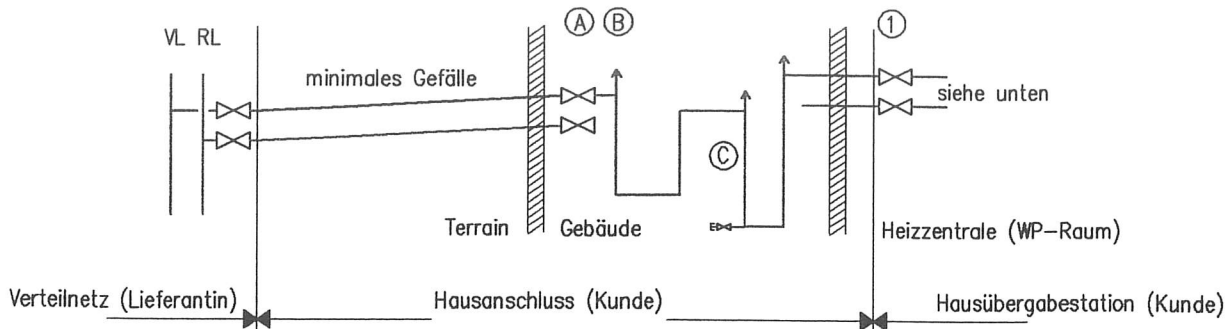 A B
1
VL RL
minimales Gefälle
siehe unten
C
Terrain Gebäude
Heizzentrale (WP-Raum)
Verteilnetz (Lieferantin)
Hausanschluss (Kunde)
Hausübergabestation (Kunde)